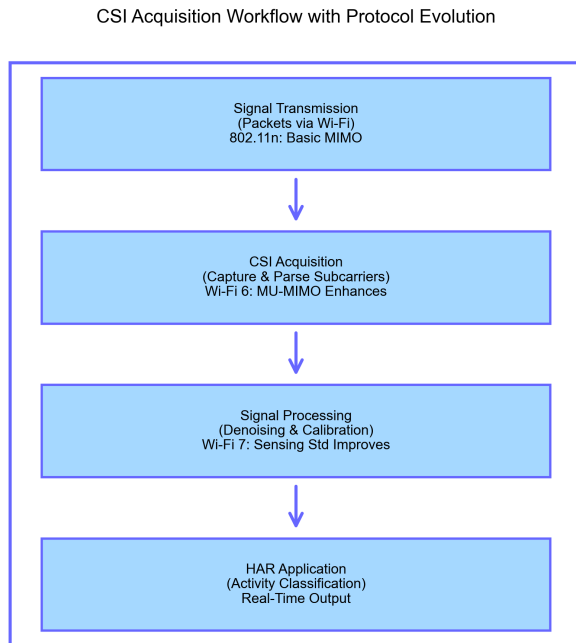 CSI Acquisition Workflow with Protocol Evolution
Signal Transmission
(Packets via Wi-Fi)
802.11n: Basic MIMO
CSI Acquisition
(Capture & Parse Subcarriers)
Wi-Fi 6: MU-MIMO Enhances
Signal Processing
(Denoising & Calibration)
Wi-Fi 7: Sensing Std Improves
HAR Application
(Activity Classification)
Real-Time Output